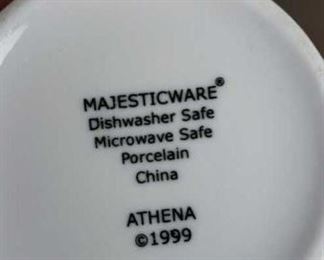 MAJESTICWARE®
Dishwasher Safe
Microwave Safe
Porcelain
China
ATHENA
©1999